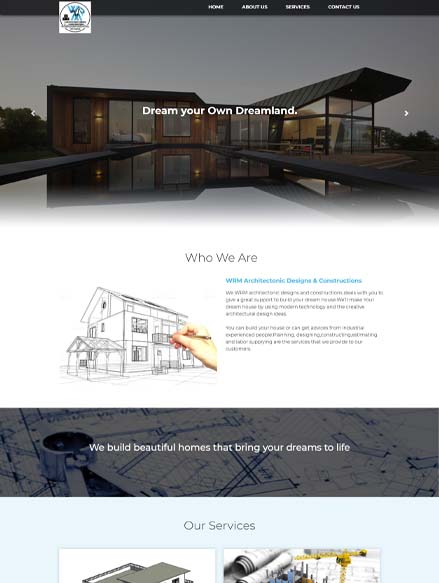 HOME ABOUT US SERVICES CONTACT US
Dream your Own Dreamland.
Who We Are
WRM Architectonic Designs & Constructions
We WRM architectonic designs and constructions deals with you to
give a great support to build your dream house.We'll make Your
dream house by using modern technology and the creative
architectural design ideas.
You can build your house or can get advices from industrial
experienced people.Planning, designing,constructing,estimating
and labor supplying are the services that we provide to our
customers.
We build beautiful homes that bring your dreams to life
Our Services